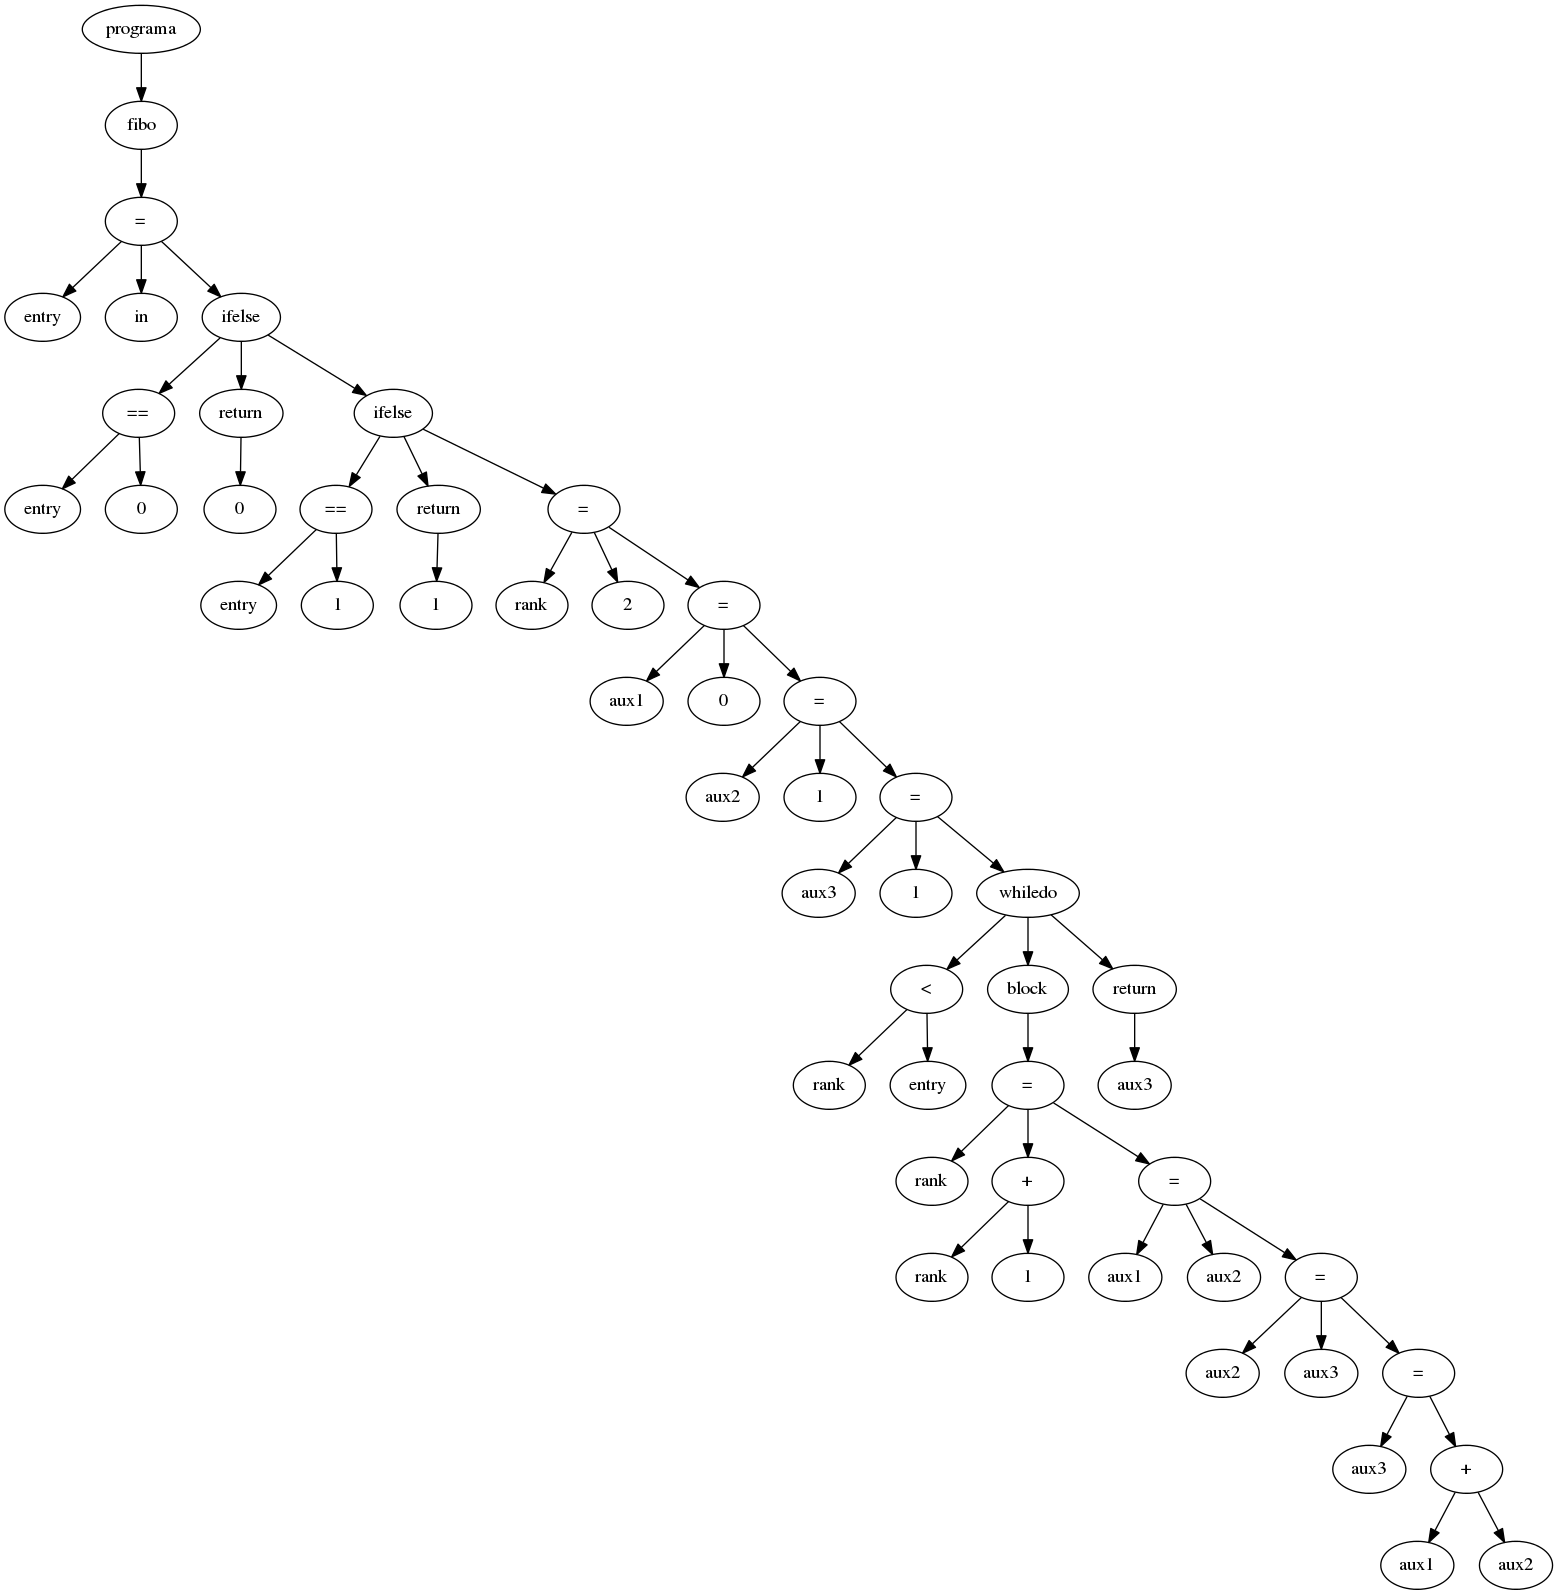 programa
fibo
=
entry in ifelse
== return ifelse
entry 0 0 == return =
entry 1 1 rank 2 =
aux1 0 =
aux2 1 =
aux3 1 whiledo
< block return
rank entry = aux3
rank + =
rank 1 aux1 aux2 =
aux2 aux3 =
aux3 +
aux1 aux2